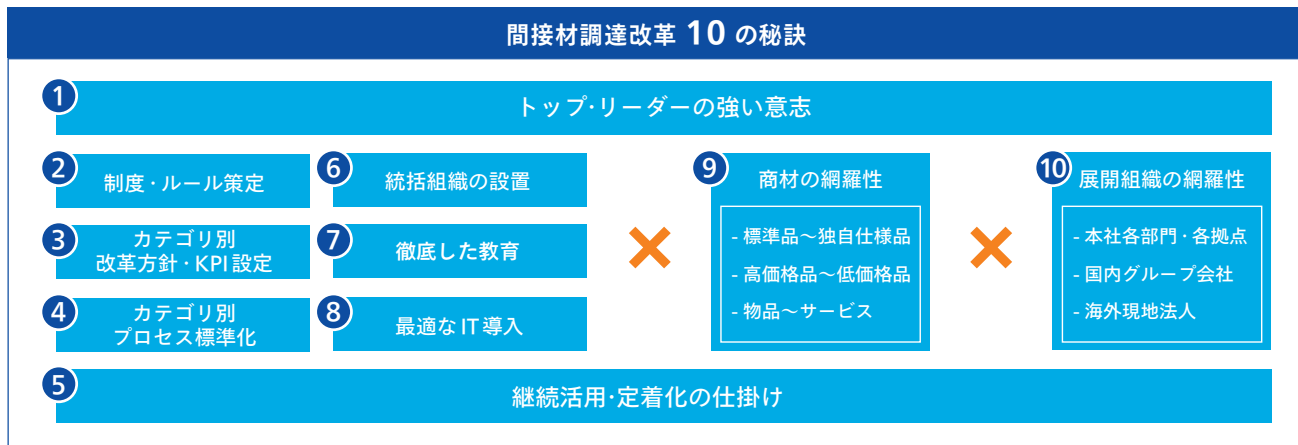 間接材調達改革 10 の秘訣
1
トップ･リーダーの強い意志
2
制度・ルール策定
3
カテゴリ別
改革方針・KPI設定
4
カテゴリ別
プロセス標準化
5
継続活用･定着化の仕掛け
6
統括組織の設置
7
徹底した教育
8
最適なIT導入
×
9
商材の網羅性
- 標準品～独自仕様品
- 高価格品～低価格品
- 物品～サービス
×
10
展開組織の網羅性
- 本社各部門・各拠点
- 国内グループ会社
- 海外現地法人